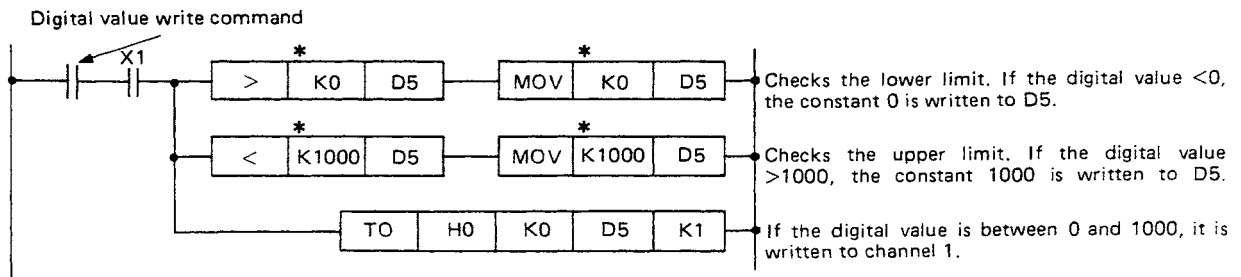 Digital value write command
X1
* *
> K0 D5 MOV K0 D5
Checks the lower limit. If the digital value <0,
the constant 0 is written to D5.
* *
< K1000 D5 MOV K1000 D5
Checks the upper limit. If the digital value
>1000, the constant 1000 is written to D5.
TO H0 K0 D5 K1
If the digital value is between 0 and 1000, it is
written to channel 1.